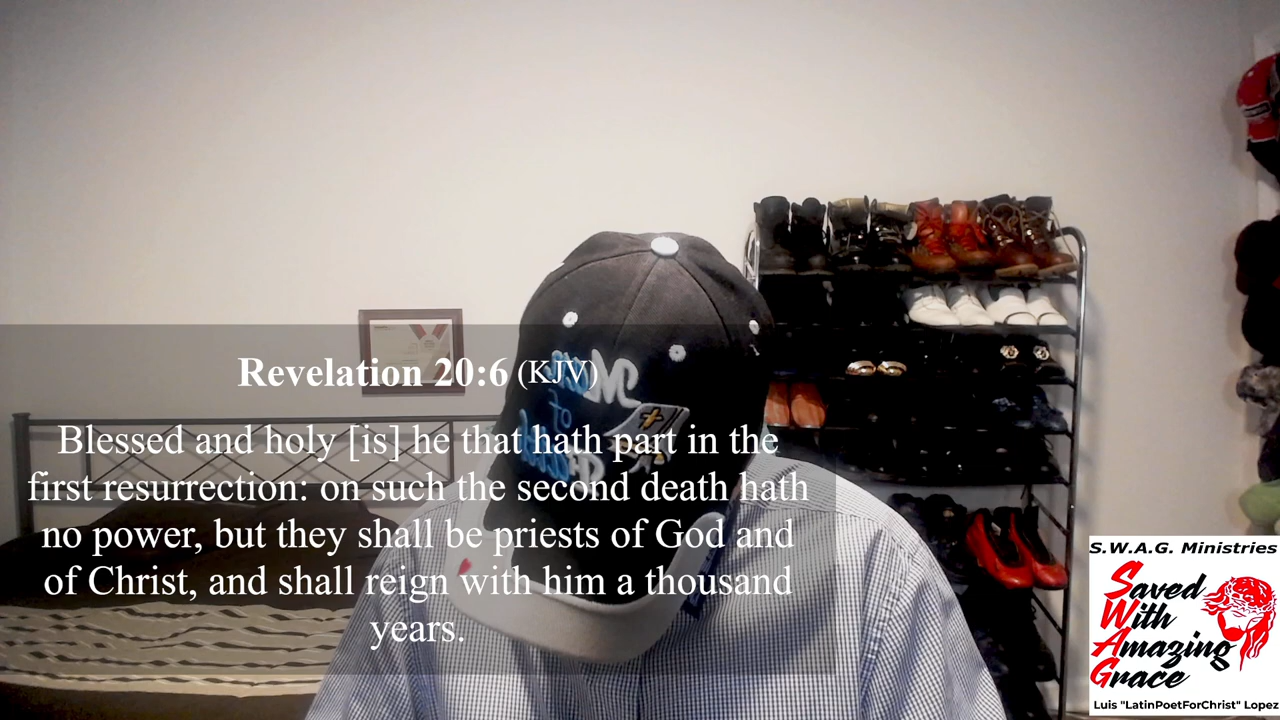 Revelation 20:6 (KJV)
Blessed and holy [is] he that hath part in the
first resurrection: on such the second death hath
no power, but they shall be priests of God and
of Christ, and shall reign with him a thousand
years.
S.W.A.G. Ministries
Saved
With
Amazing
Grace
Luis "LatinPoetForChrist" Lopez